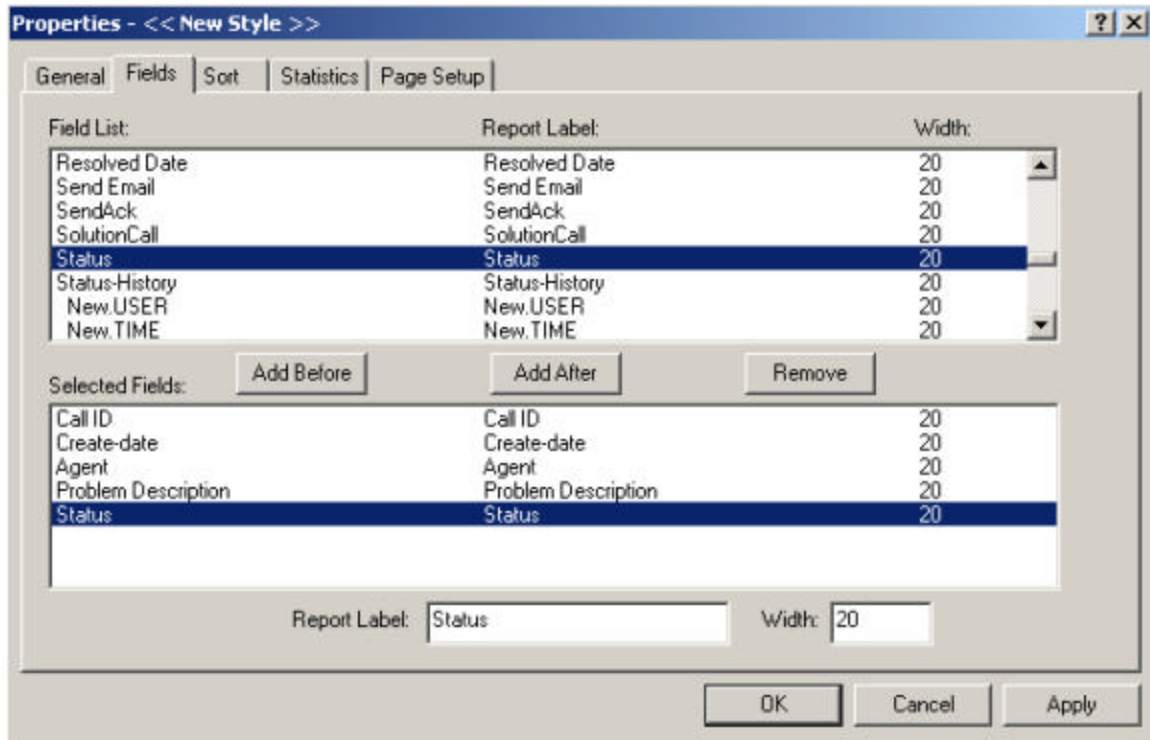 Properties - << New Style >>
General Fields Sort Statistics Page Setup
Field List: Report Label: Width:
Resolved Date Resolved Date 20
Send Email Send Email 20
SendAck SendAck 20
SolutionCall SolutionCall 20
Status Status 20
Status-History Status-History 20
New.USER New.USER 20
New.TIME New.TIME 20
Add Before Add After Remove
Selected Fields:
Call ID Call ID 20
Create-date Create-date 20
Agent Agent 20
Problem Description Problem Description 20
Status Status 20
Report Label: Status Width: 20
OK Cancel Apply